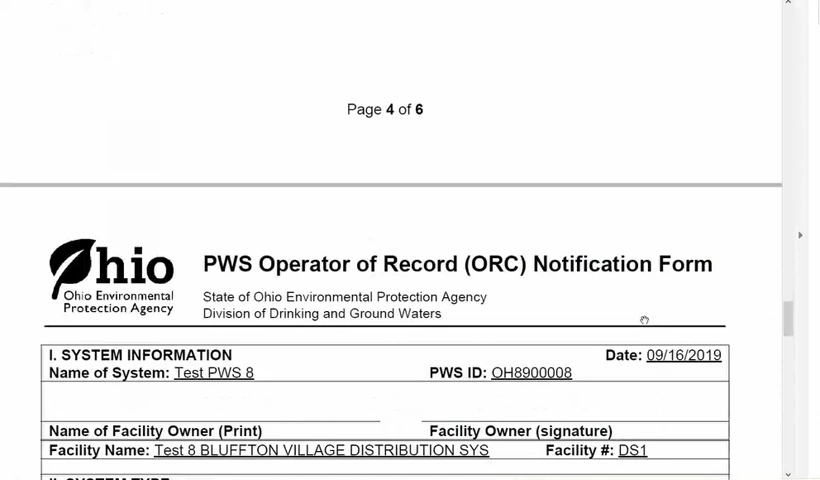 Page 4 of 6
Ohio
Ohio Environmental
Protection Agency
PWS Operator of Record (ORC) Notification Form
State of Ohio Environmental Protection Agency
Division of Drinking and Ground Waters
I. SYSTEM INFORMATION Date: 09/16/2019
Name of System: Test PWS 8 PWS ID: OH8900008
Name of Facility Owner (Print) Facility Owner (signature)
Facility Name: Test 8 BLUFFTON VILLAGE DISTRIBUTION SYS Facility #: DS1
II. SYSTEM TYPE